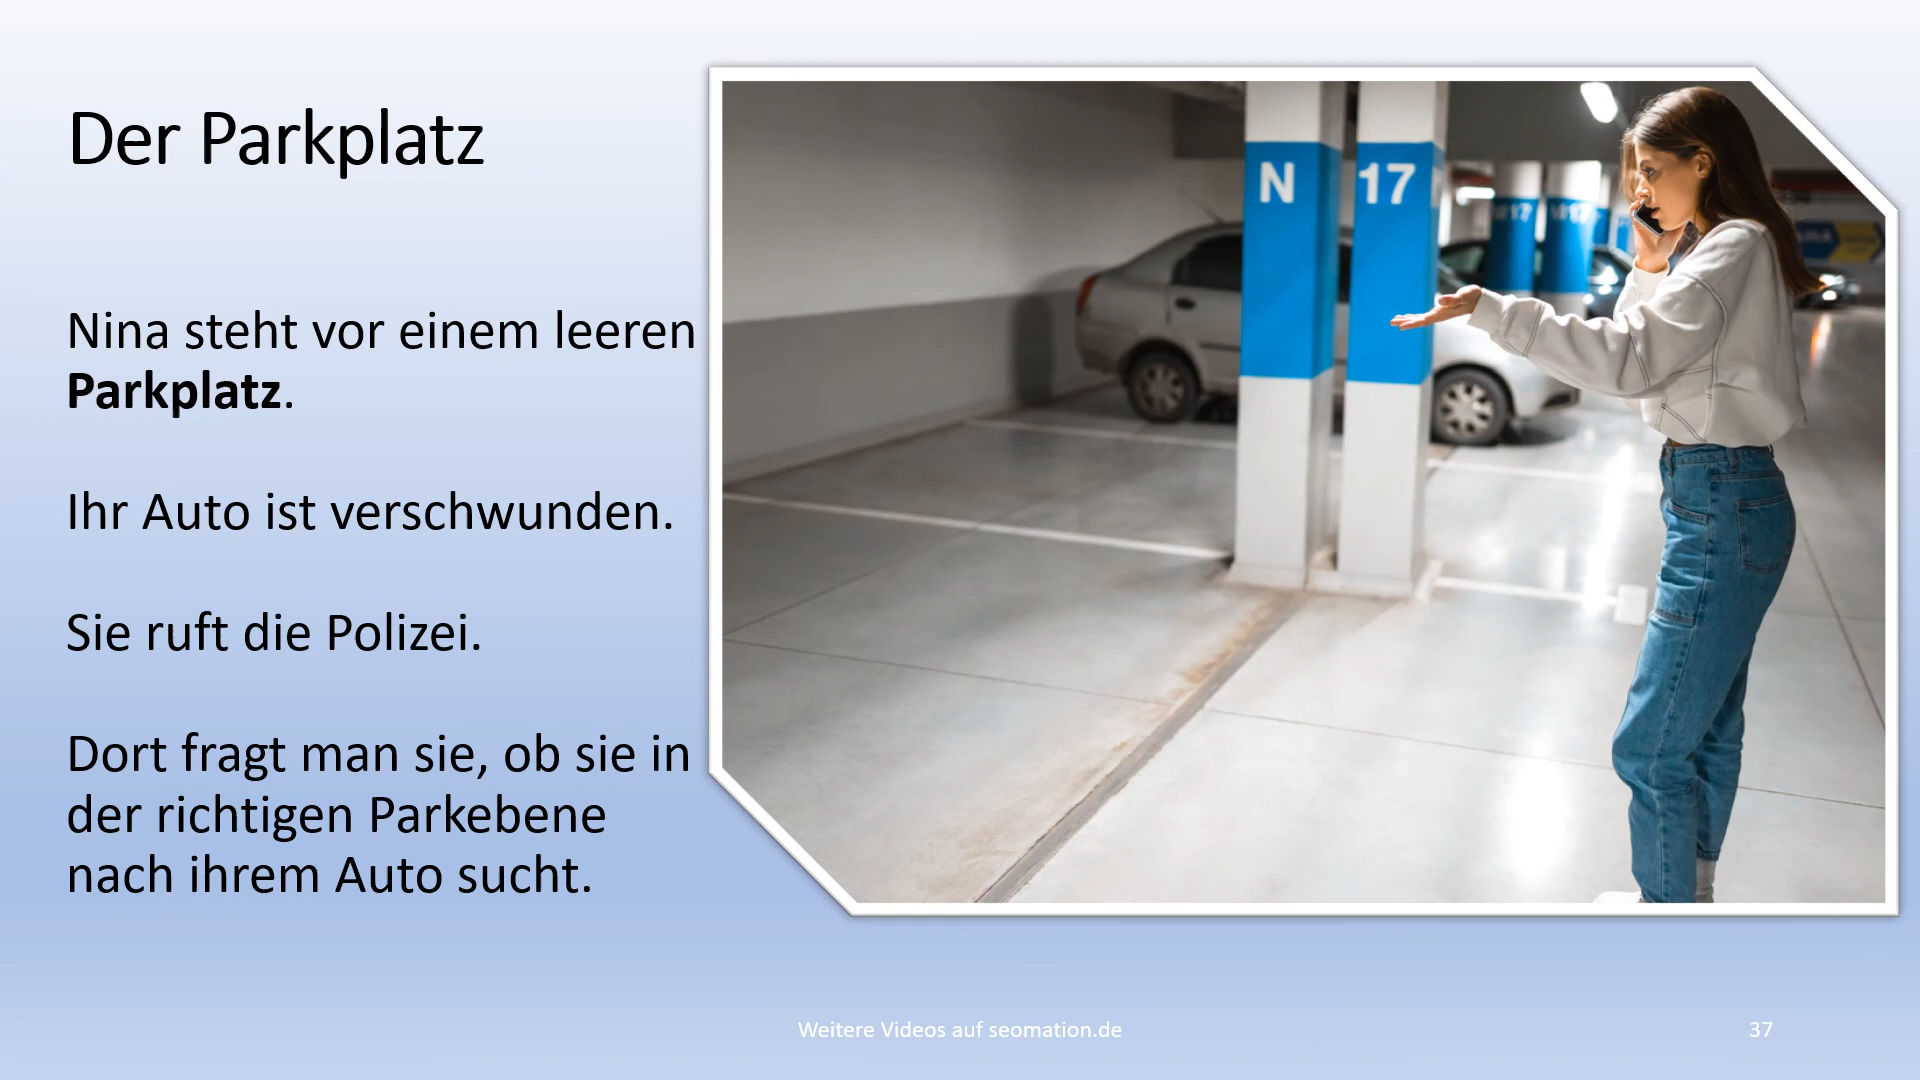 Der Parkplatz
Nina steht vor einem leeren
Parkplatz.
Ihr Auto ist verschwunden.
Sie ruft die Polizei.
Dort fragt man sie, ob sie in
der richtigen Parkebene
nach ihrem Auto sucht.
N
17
Weitere Videos auf seomation.de
37